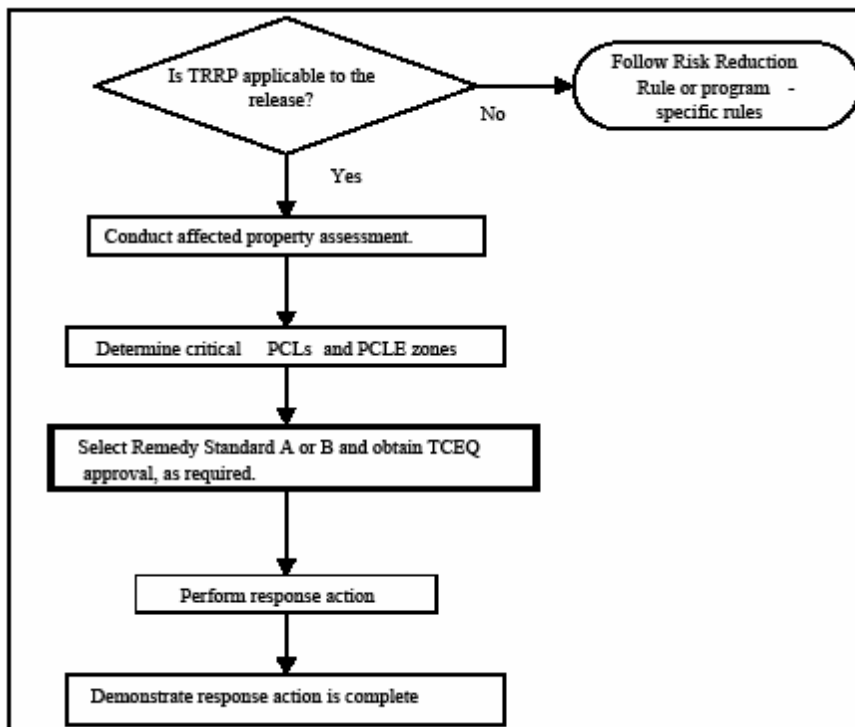 Is TRRP applicable to the
release?
Follow Risk Reduction
Rule or program -
specific rules
No
Yes
Conduct affected property assessment.
Determine critical PCLs and PCLE zones
Select Remedy Standard A or B and obtain TCEQ
approval, as required.
Perform response action
Demonstrate response action is complete